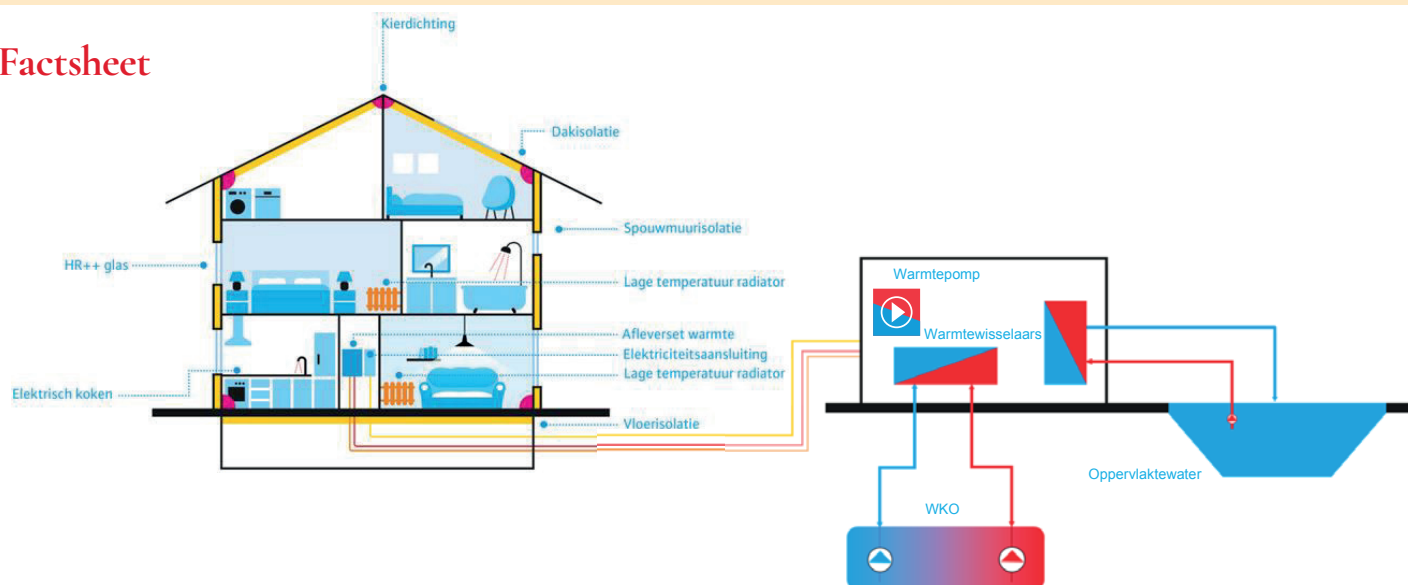 Factsheet
Kierdichting
Dakisolatie
Spouwmuurisolatie
HR++ glas
Lage temperatuur radiator
Afleverset warmte
Elektriciteitsaansluiting
Lage temperatuur radiator
Elektrisch koken
Vloerisolatie
Warmtepomp
Warmtewisselaars
Oppervlaktewater
WKO